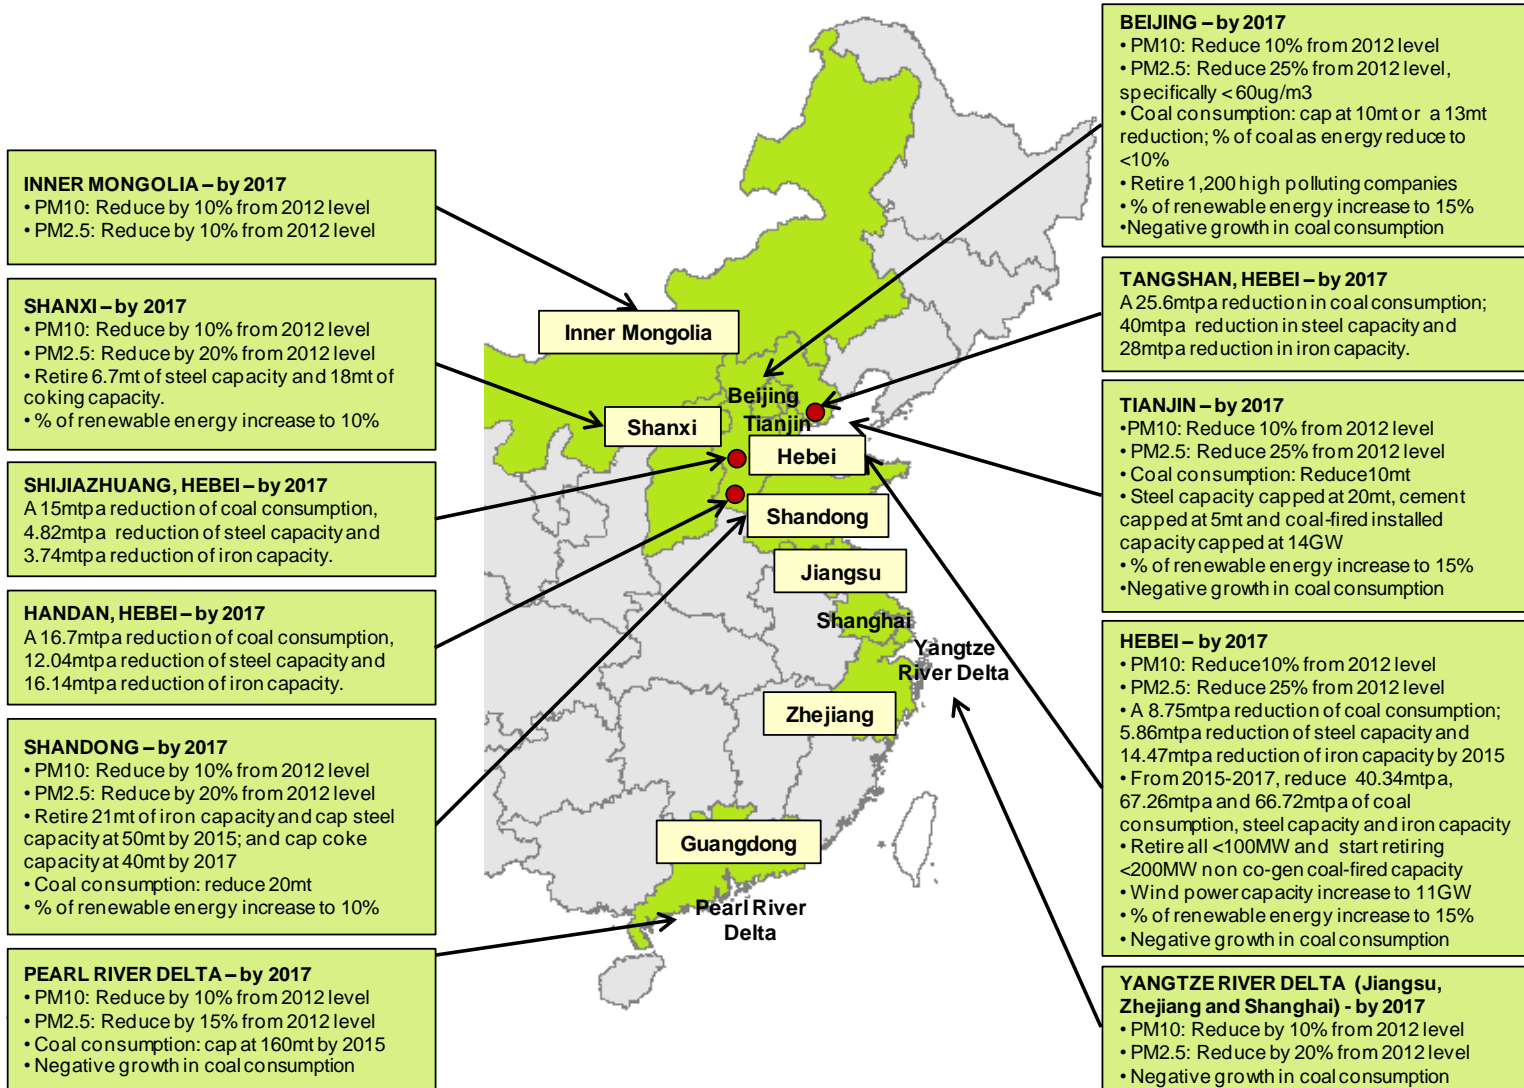 INNER MONGOLIA – by 2017
• PM10: Reduce by 10% from 2012 level
• PM2.5: Reduce by 10% from 2012 level
SHANXI – by 2017
• PM10: Reduce by 10% from 2012 level
• PM2.5: Reduce by 20% from 2012 level
• Retire 6.7mt of steel capacity and 18mt of
coking capacity.
• % of renewable energy increase to 10%
SHIJIAZHUANG, HEBEI – by 2017
A 15mtpa reduction of coal consumption,
4.82mtpa reduction of steel capacity and
3.74mtpa reduction of iron capacity.
HANDAN, HEBEI – by 2017
A 16.7mtpa reduction of coal consumption,
12.04mtpa reduction of steel capacity and
16.14mtpa reduction of iron capacity.
SHANDONG – by 2017
• PM10: Reduce by 10% from 2012 level
• PM2.5: Reduce by 20% from 2012 level
• Retire 21mt of iron capacity and cap steel
capacity at 50mt by 2015; and cap coke
capacity at 40mt by 2017
• Coal consumption: reduce 20mt
• % of renewable energy increase to 10%
PEARL RIVER DELTA – by 2017
• PM10: Reduce by 10% from 2012 level
• PM2.5: Reduce by 15% from 2012 level
• Coal consumption: cap at 160mt by 2015
• Negative growth in coal consumption
Inner Mongolia
Beijing
Tianjin
Shanxi
Hebei
Shandong
Jiangsu
Shanghai
Yangtze
River Delta
Zhejiang
Guangdong
Pearl River
Delta
BEIJING – by 2017
• PM10: Reduce 10% from 2012 level
• PM2.5: Reduce 25% from 2012 level,
specifically <60ug/m3
• Coal consumption: cap at 10mt or a 13mt
reduction; % of coal as energy reduce to
<10%
• Retire 1,200 high polluting companies
• % of renewable energy increase to 15%
•Negative growth in coal consumption
TANGSHAN, HEBEI – by 2017
A 25.6mtpa reduction in coal consumption;
40mtpa reduction in steel capacity and
28mtpa reduction in iron capacity.
TIANJIN – by 2017
•PM10: Reduce 10% from 2012 level
• PM2.5: Reduce 25% from 2012 level
• Coal consumption: Reduce10mt
• Steel capacity capped at 20mt, cement
capped at 5mt and coal-fired installed
capacity capped at 14GW
• % of renewable energy increase to 15%
•Negative growth in coal consumption
HEBEI – by 2017
• PM10: Reduce10% from 2012 level
• PM2.5: Reduce 25% from 2012 level
• A 8.75mtpa reduction of coal consumption;
5.86mtpa reduction of steel capacity and
14.47mtpa reduction of iron capacity by 2015
• From 2015-2017, reduce 40.34mtpa,
67.26mtpa and 66.72mtpa of coal
consumption, steel capacity and iron capacity
• Retire all <100MW and start retiring
<200MW non co-gen coal-fired capacity
• Wind power capacity increase to 11GW
• % of renewable energy increase to 15%
• Negative growth in coal consumption
YANGTZE RIVER DELTA (Jiangsu,
Zhejiang and Shanghai) - by 2017
• PM10: Reduce by 10% from 2012 level
• PM2.5: Reduce by 20% from 2012 level
• Negative growth in coal consumption